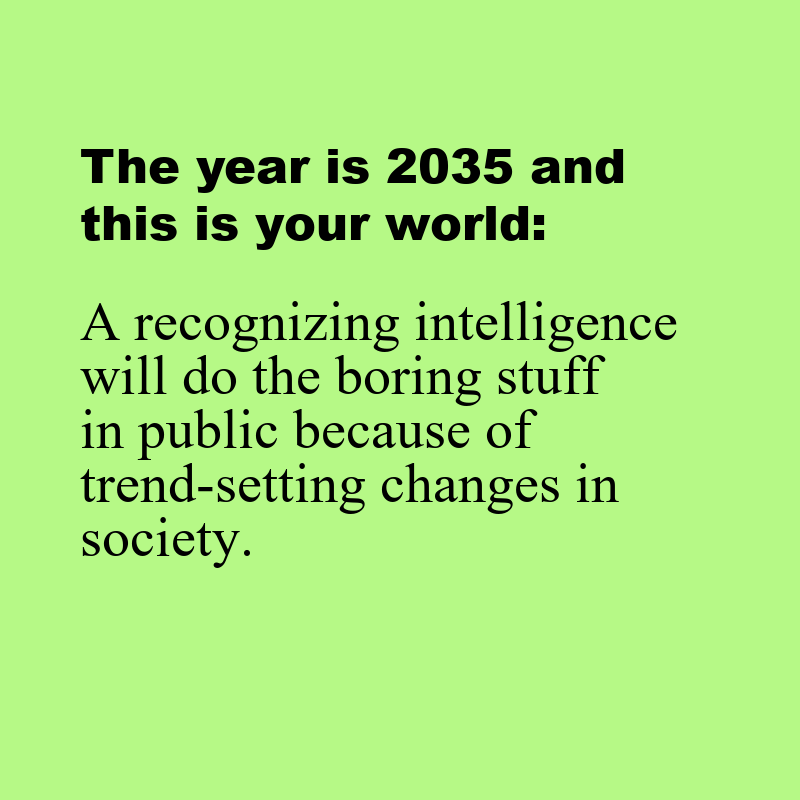 The year is 2035 and
this is your world:
A recognizing intelligence
will do the boring stuff
in public because of
trend-setting changes in
society.